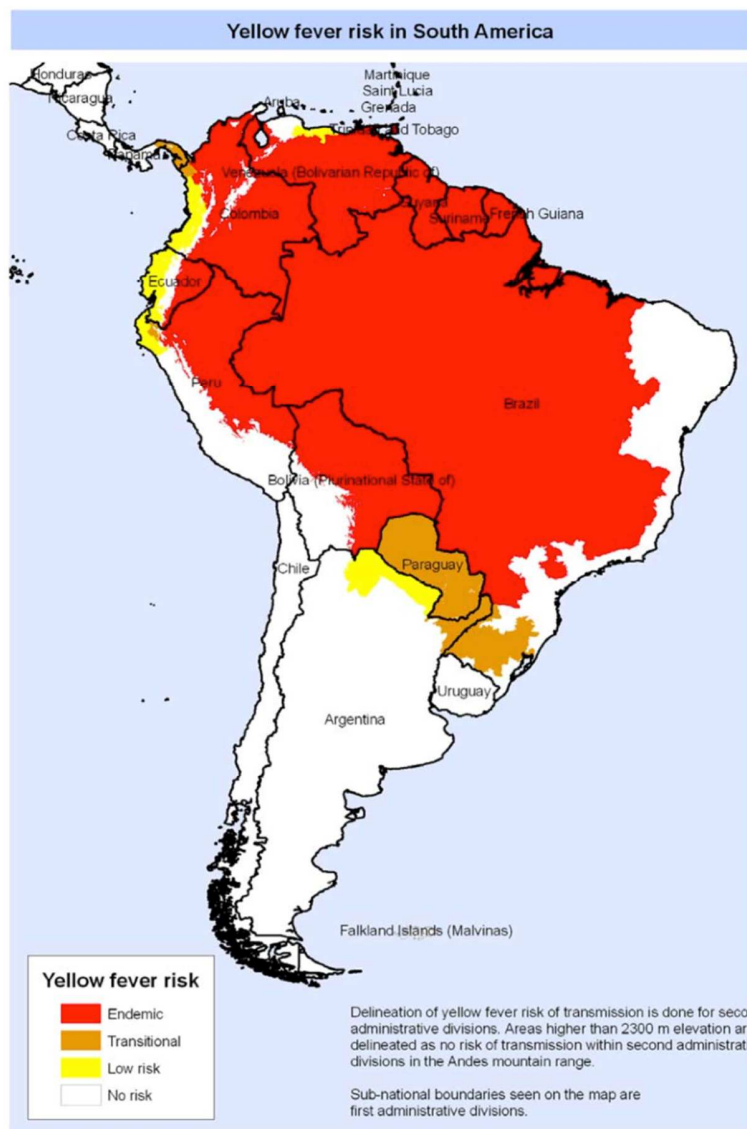 Yellow fever risk in South America
Honduras
Nicaragua
Costa Rica
Panama
Aruba
Martinique
Saint Lucia
Grenada
Trinidad and Tobago
Venezuela (Bolivarian Republic of)
Guyana
Suriname
French Guiana
Colombia
Ecuador
Peru
Brazil
Bolivia (Plurinational State of)
Chile
Paraguay
Uruguay
Argentina
Falkland Islands (Malvinas)
Yellow fever risk
Endemic
Transitional
Low risk
No risk
Delineation of yellow fever risk of transmission is done for seco
administrative divisions. Areas higher than 2300 m elevation ar
delineated as no risk of transmission within second administrat
divisions in the Andes mountain range.
Sub-national boundaries seen on the map are
first administrative divisions.